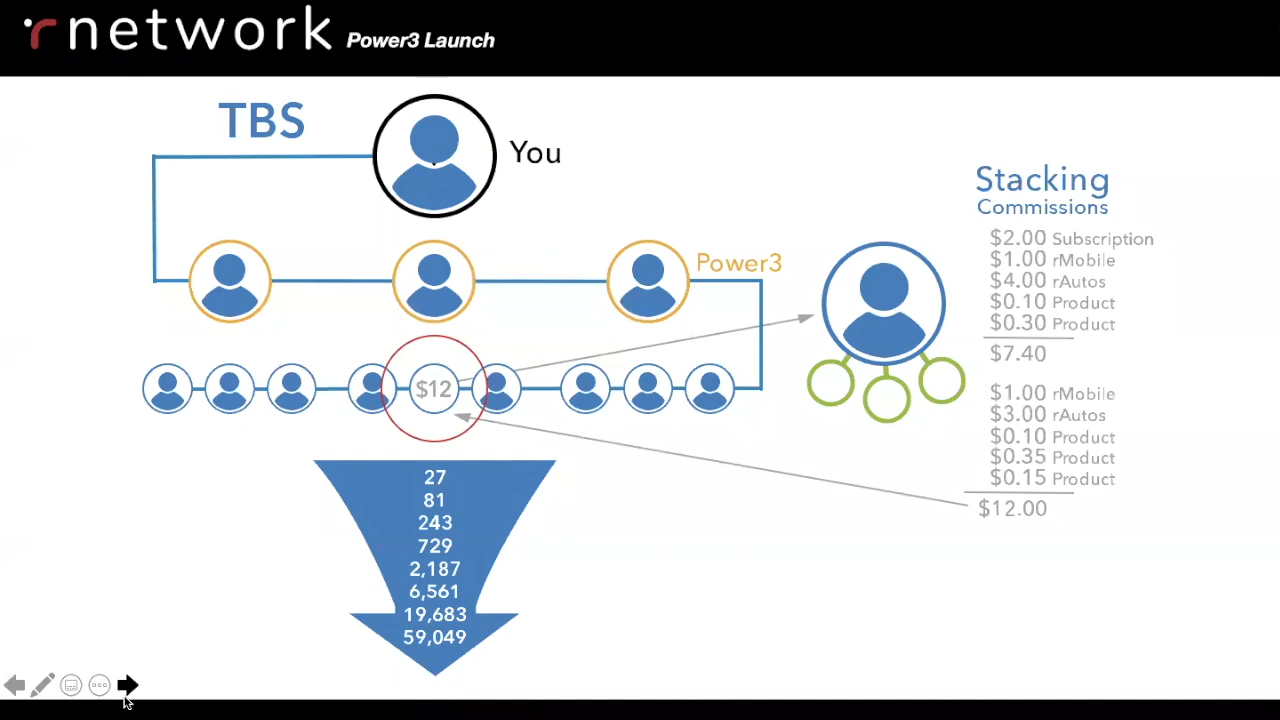 rnetwork Power3 Launch
TBS
You
Power3
$12
27
81
243
729
2,187
6,561
19,683
59,049
Stacking
Commissions
$2.00 Subscription
$1.00 rMobile
$4.00 rAutos
$0.10 Product
$0.30 Product
$7.40
$1.00 rMobile
$3.00 rAutos
$0.10 Product
$0.35 Product
$0.15 Product
$12.00